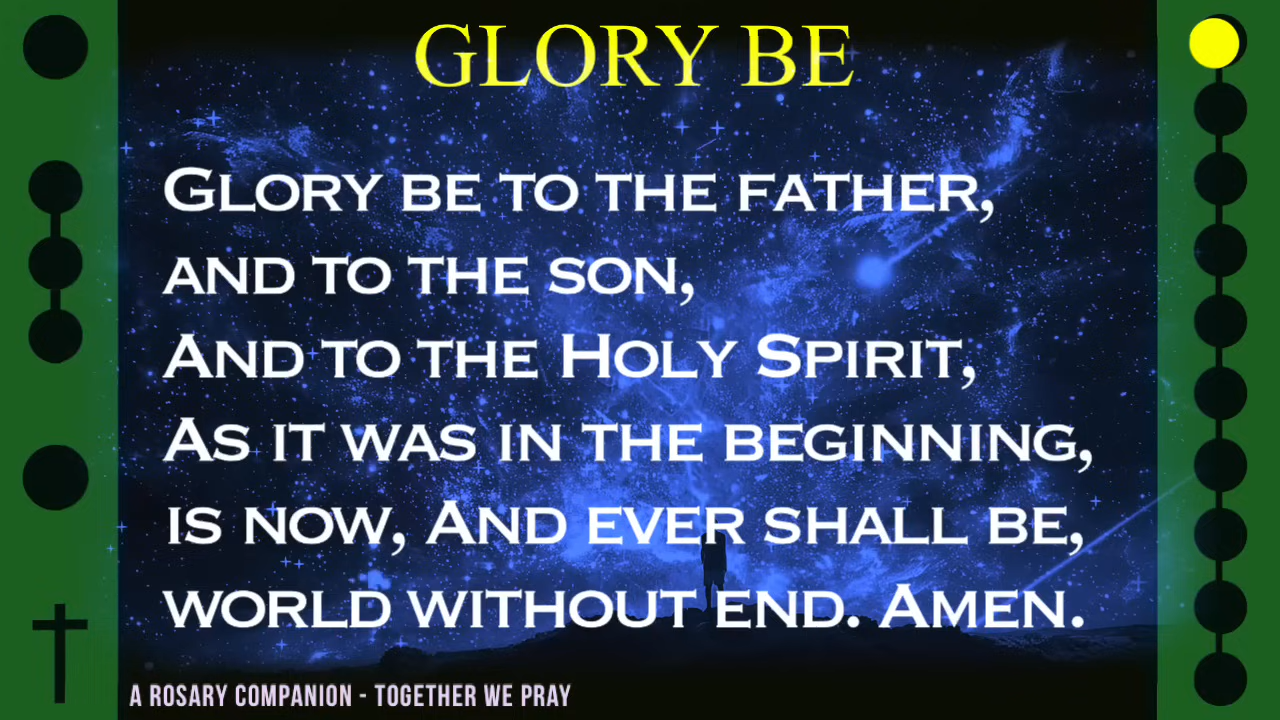 GLORY BE
Glory be to the Father,
and to the Son,
And to the Holy Spirit,
As it was in the beginning,
is now, And ever shall be,
world without end. Amen.
A ROSARY COMPANION - TOGETHER WE PRAY